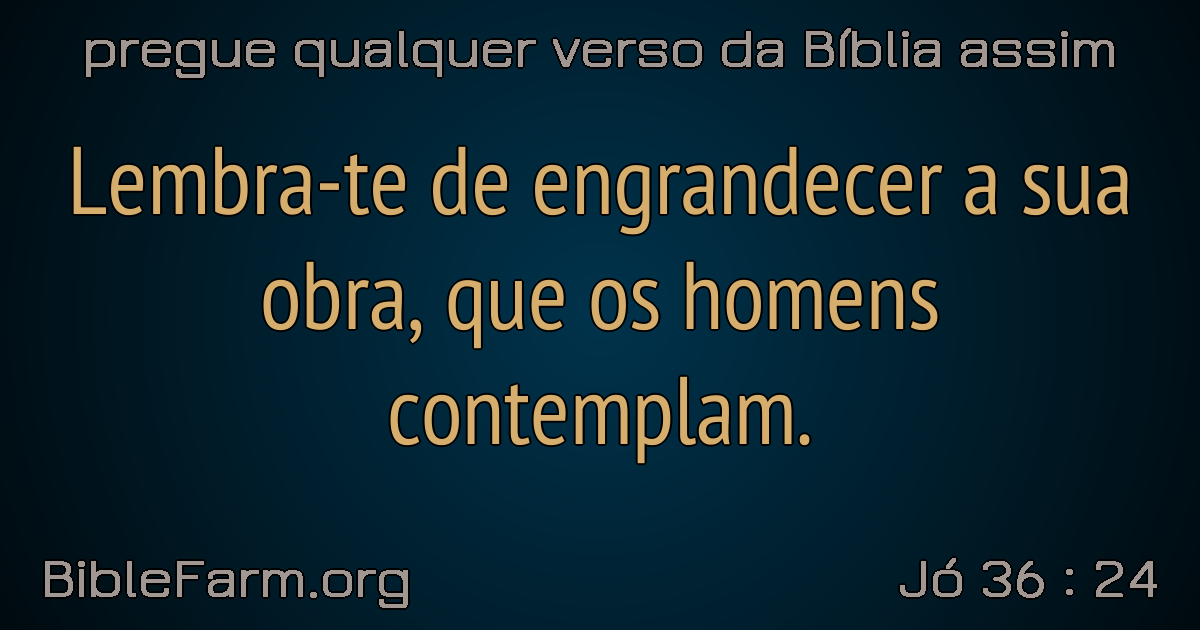 pregue qualquer verso da Bíblia assim
Lembra-te de engrandecer a sua
obra, que os homens
contemplam.
BibleFarm.org
Jó 36 : 24